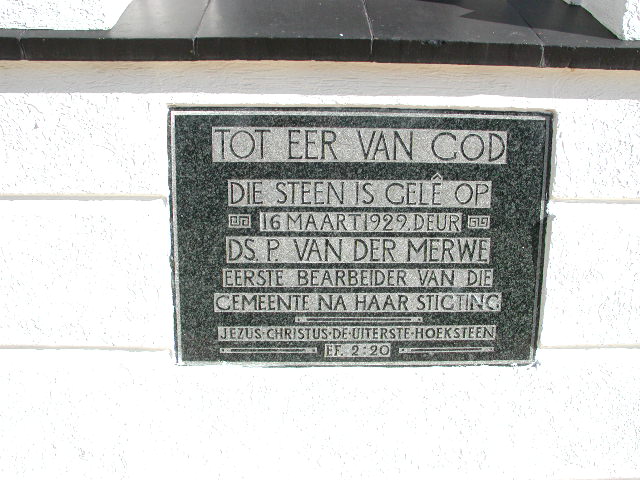 TOT EER VAN GOD
DIE STEEN IS GELÊ OP
16 MAART 1929. DEUR
DS. P. VAN DER MERWE
EERSTE BEARBEIDER VAN DIE
GEMEENTE NA HAAR STIGTING
JEZUS·CHRISTUS·DE·UITERSTE·HOEKSTEEN
EF. 2:20